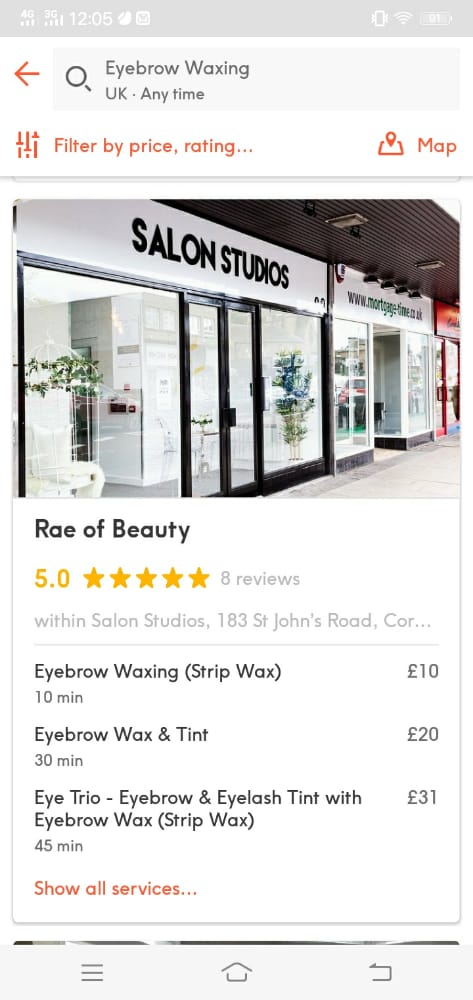 4G 3G 12:05 91
Eyebrow Waxing
UK · Any time
Filter by price, rating... Map
SALON STUDIOS
www.mortgage-time.co.uk
Rae of Beauty
5.0 8 reviews
within Salon Studios, 183 St John's Road, Cor...
Eyebrow Waxing (Strip Wax) £10
10 min
Eyebrow Wax & Tint £20
30 min
Eye Trio - Eyebrow & Eyelash Tint with £31
Eyebrow Wax (Strip Wax)
45 min
Show all services...